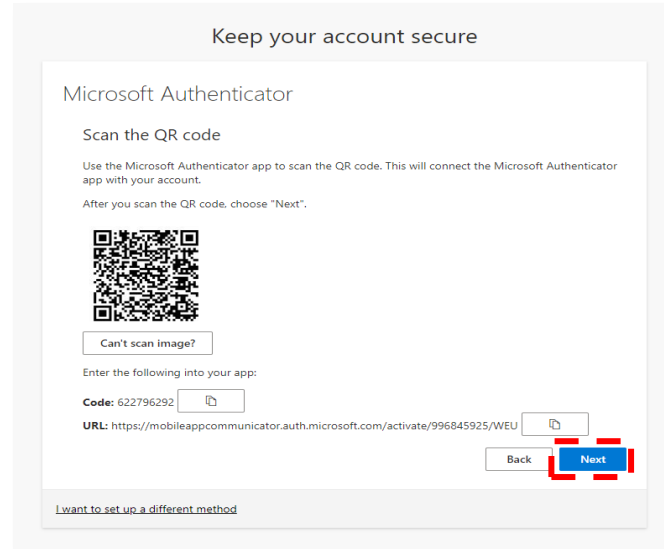 Keep your account secure
Microsoft Authenticator
Scan the QR code
Use the Microsoft Authenticator app to scan the QR code. This will connect the Microsoft Authenticator
app with your account.
After you scan the QR code, choose "Next".
Can't scan image?
Enter the following into your app:
Code: 622796292
URL: https://mobileappcommunicator.auth.microsoft.com/activate/996845925/WEU
Back Next
I want to set up a different method